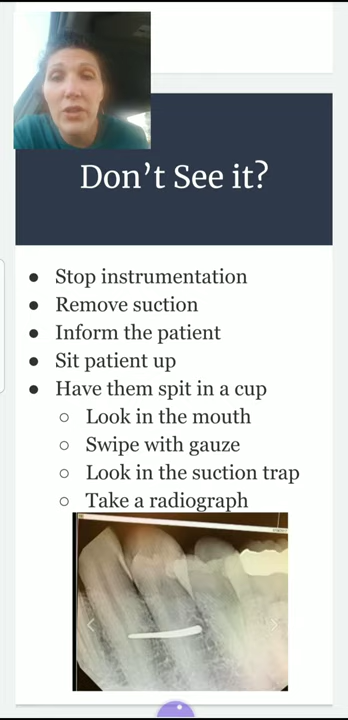 Don’t See it?
● Stop instrumentation
● Remove suction
● Inform the patient
● Sit patient up
● Have them spit in a cup
○ Look in the mouth
○ Swipe with gauze
○ Look in the suction trap
○ Take a radiograph